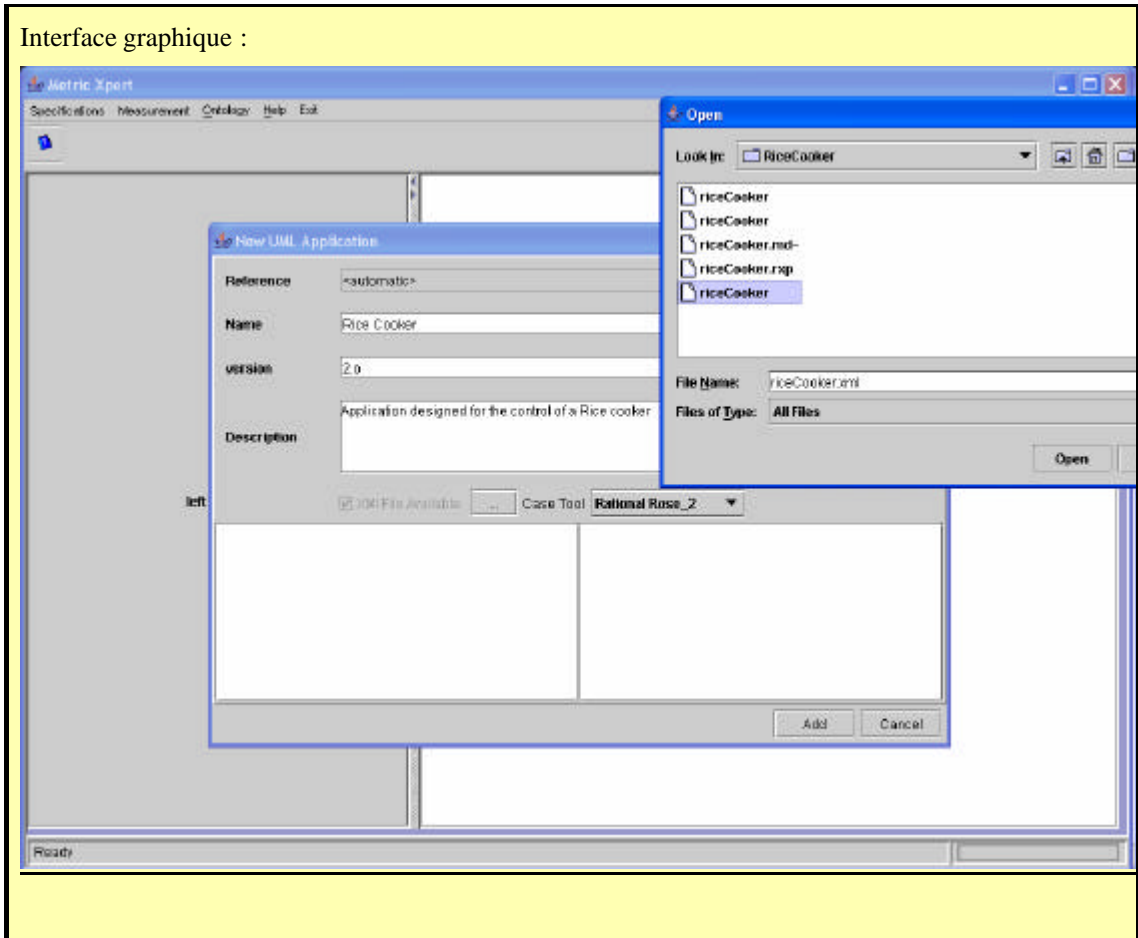 Interface graphique :
Metric Xpert
Specifications Measurement Ontology Help Exit
Open
Look In: RiceCooker
riceCooker
riceCooker
riceCooker.md~
riceCooker.rxp
riceCooker
File Name: riceCooker.xml
Files of Type: All Files
Open
New UML Application
Reference <automatic>
Name Rice Cooker
version 2.0
Description Application designed for the control of a Rice cooker
left
XMI File Available ... Case Tool Rational Rose_2
Add Cancel
Ready